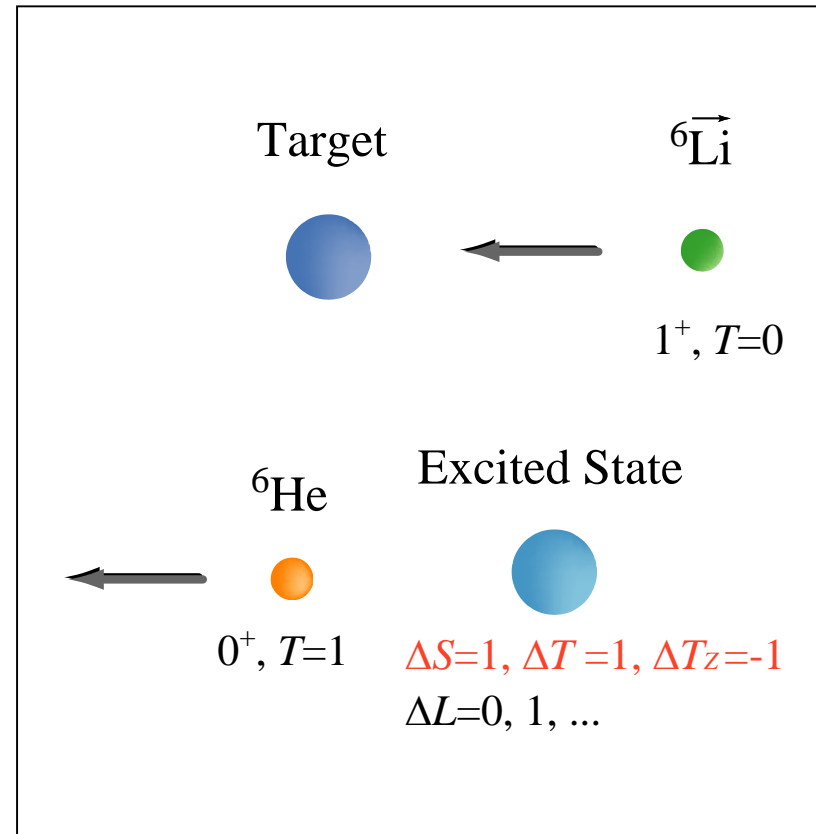 Target
⁶Li⃗
1⁺, T=0
Excited State
⁶He
0⁺, T=1
ΔS=1, ΔT =1, ΔTz=-1
ΔL=0, 1, ...